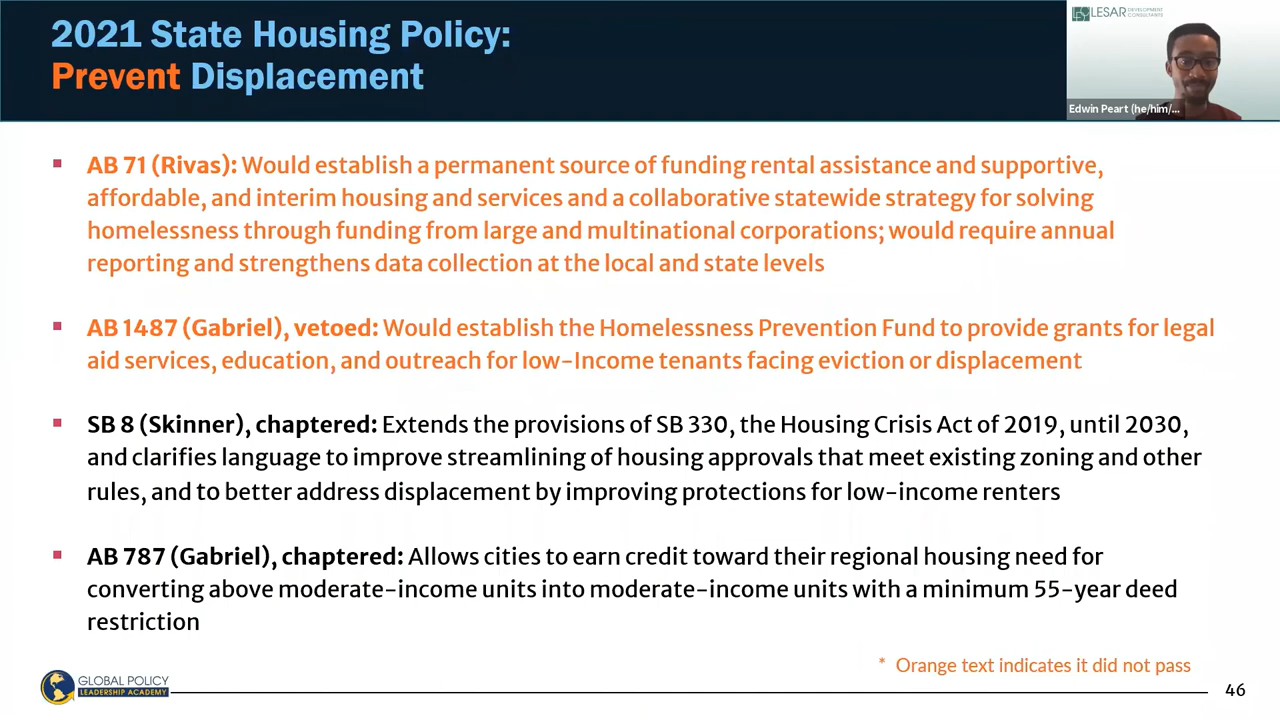 2021 State Housing Policy:
Prevent Displacement
LESAR DEVELOPMENT
CONSULTANTS
Edwin Peart (he/him/...
▪ AB 71 (Rivas): Would establish a permanent source of funding rental assistance and supportive,
affordable, and interim housing and services and a collaborative statewide strategy for solving
homelessness through funding from large and multinational corporations; would require annual
reporting and strengthens data collection at the local and state levels
▪ AB 1487 (Gabriel), vetoed: Would establish the Homelessness Prevention Fund to provide grants for legal
aid services, education, and outreach for low-Income tenants facing eviction or displacement
▪ SB 8 (Skinner), chaptered: Extends the provisions of SB 330, the Housing Crisis Act of 2019, until 2030,
and clarifies language to improve streamlining of housing approvals that meet existing zoning and other
rules, and to better address displacement by improving protections for low-income renters
▪ AB 787 (Gabriel), chaptered: Allows cities to earn credit toward their regional housing need for
converting above moderate-income units into moderate-income units with a minimum 55-year deed
restriction
* Orange text indicates it did not pass
GLOBAL POLICY
LEADERSHIP ACADEMY
46